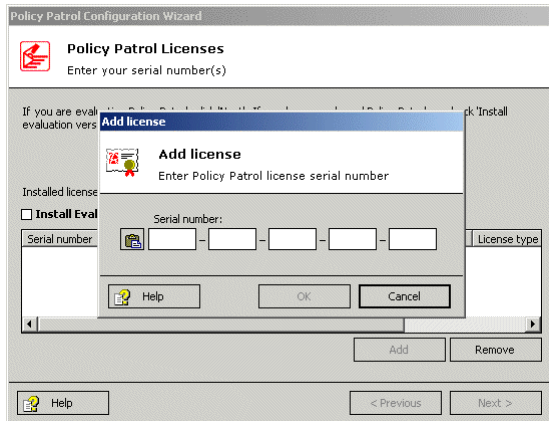 Policy Patrol Configuration Wizard
Policy Patrol Licenses
Enter your serial number(s)
If you are
evaluation vers
ck 'Install
Add license
Add license
Enter Policy Patrol license serial number
Installed license
Install Eval
Serial number:
- - - -
Serial number
License type
Help
OK
Cancel
Add
Remove
Help
< Previous
Next >